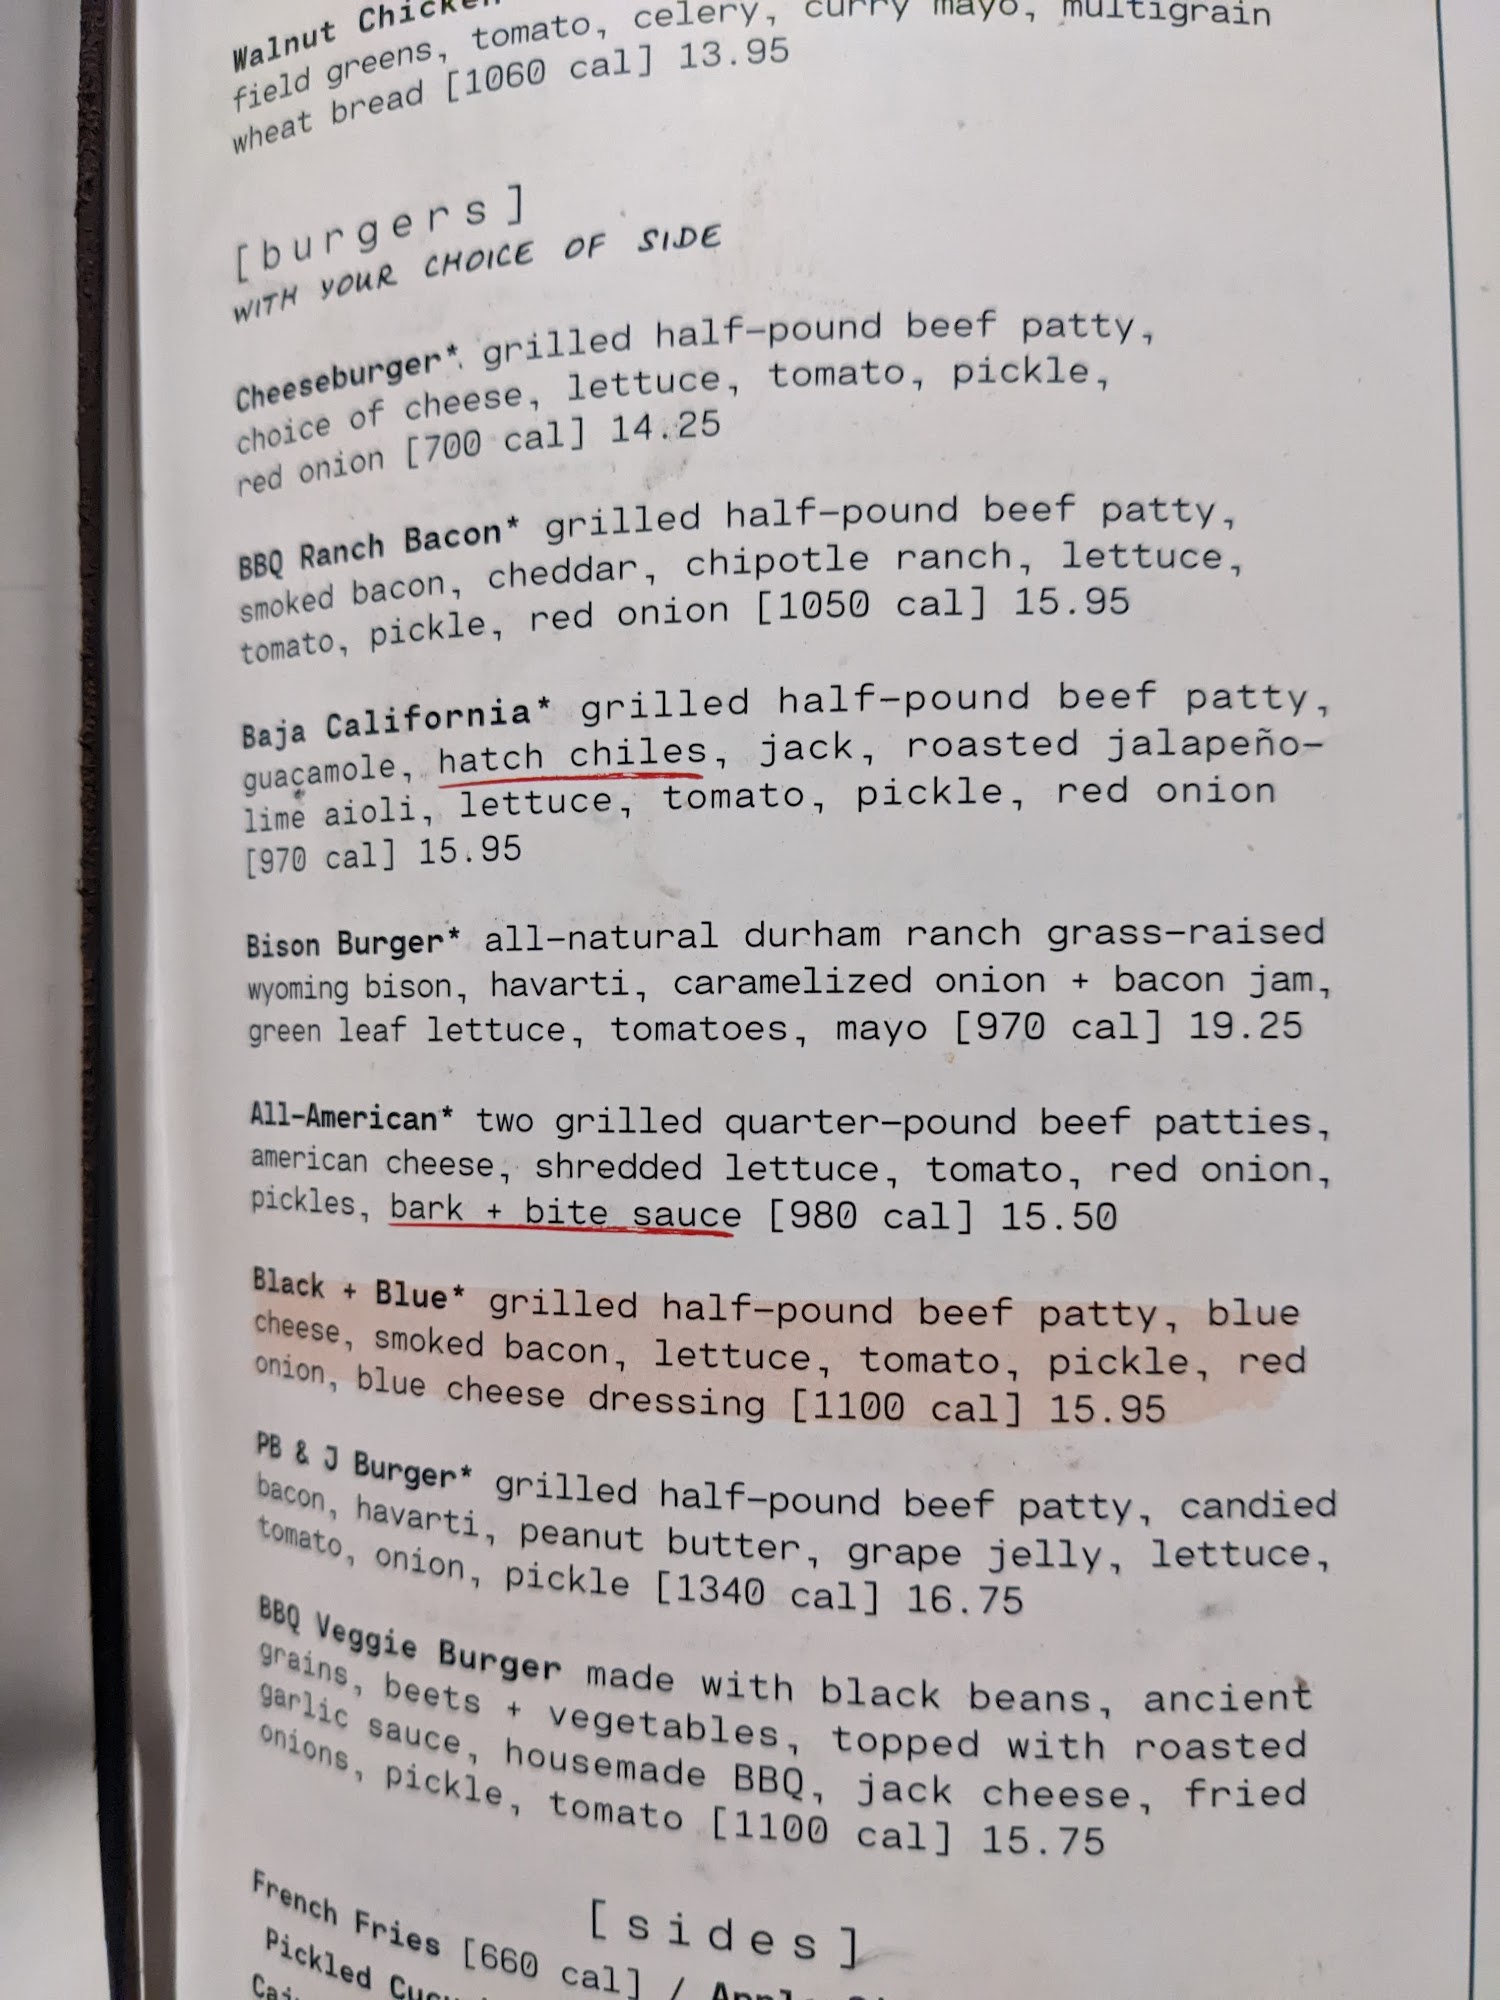 Walnut Chicken
field greens, tomato, celery, curry mayo, multigrain
wheat bread [1060 cal] 13.95
[burgers]
WITH YOUR CHOICE OF SIDE
Cheeseburger* grilled half-pound beef patty,
choice of cheese, lettuce, tomato, pickle,
red onion [700 cal] 14.25
BBQ Ranch Bacon* grilled half-pound beef patty,
smoked bacon, cheddar, chipotle ranch, lettuce,
tomato, pickle, red onion [1050 cal] 15.95
Baja California* grilled half-pound beef patty,
guacamole, hatch chiles, jack, roasted jalapeño-
lime aioli, lettuce, tomato, pickle, red onion
[970 cal] 15.95
Bison Burger* all-natural durham ranch grass-raised
wyoming bison, havarti, caramelized onion + bacon jam,
green leaf lettuce, tomatoes, mayo [970 cal] 19.25
All-American* two grilled quarter-pound beef patties,
american cheese, shredded lettuce, tomato, red onion,
pickles, bark + bite sauce [980 cal] 15.50
Black + Blue* grilled half-pound beef patty, blue
cheese, smoked bacon, lettuce, tomato, pickle, red
onion, blue cheese dressing [1100 cal] 15.95
PB & J Burger* grilled half-pound beef patty, candied
bacon, havarti, peanut butter, grape jelly, lettuce,
tomato, onion, pickle [1340 cal] 16.75
BBQ Veggie Burger made with black beans, ancient
grains, beets + vegetables, topped with roasted
garlic sauce, housemade BBQ, jack cheese, fried
onions, pickle, tomato [1100 cal] 15.75
[sides]
French Fries [660 cal] /
Pickled